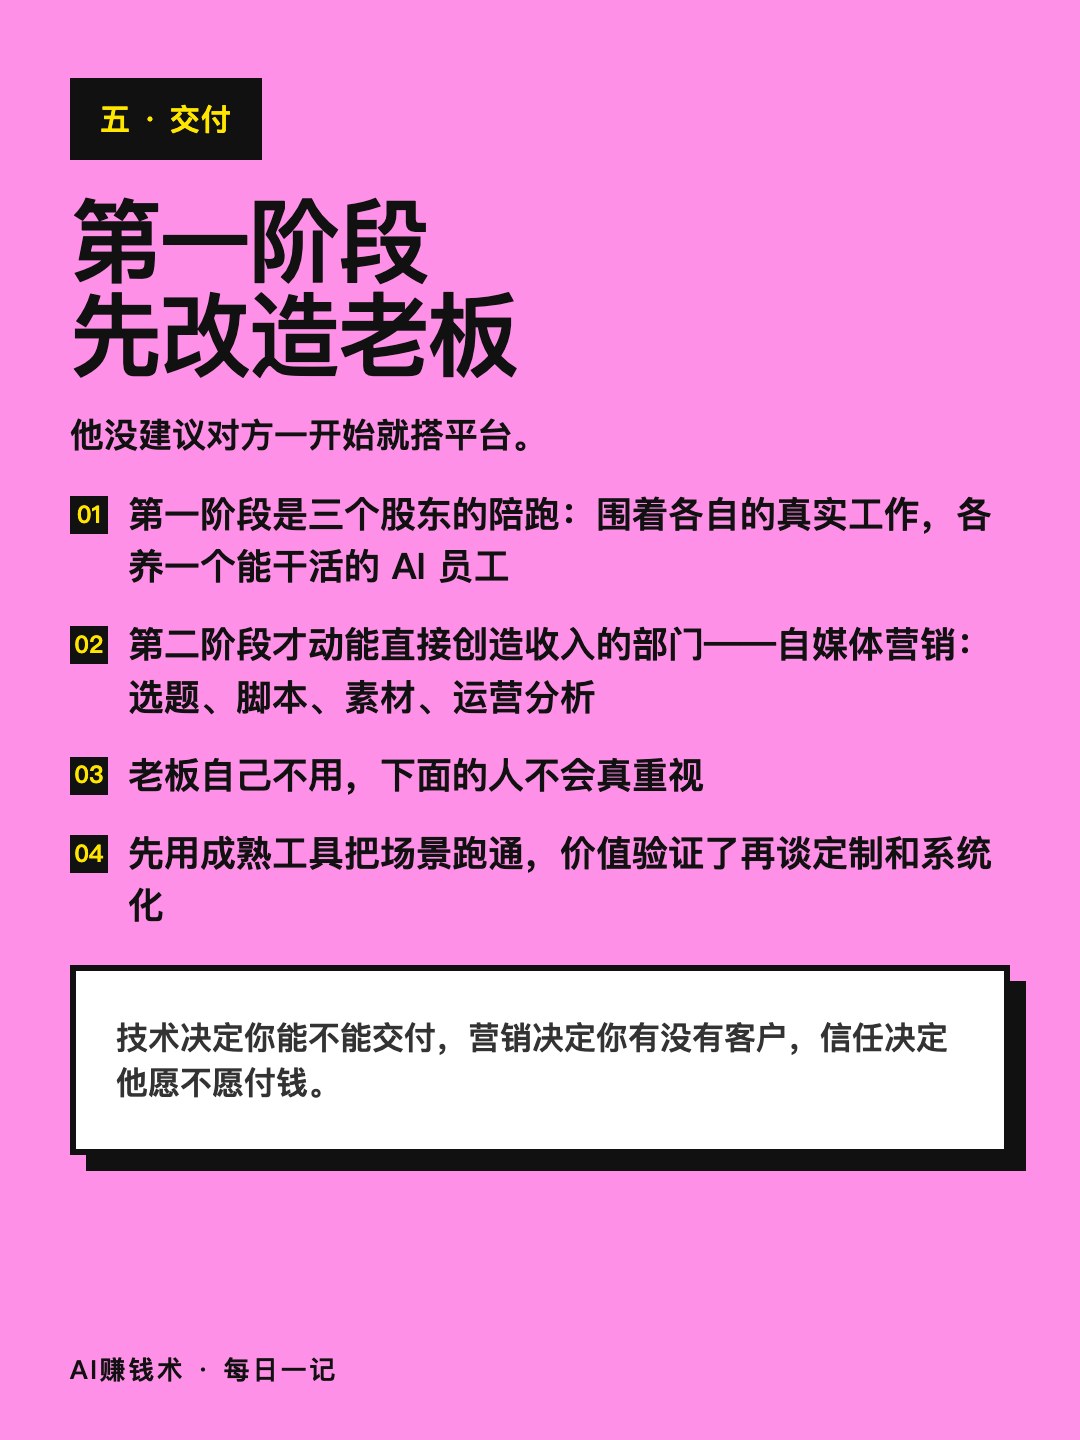 五 · 交付
第一阶段
先改造老板
他没建议对方一开始就搭平台。
01 第一阶段是三个股东的陪跑：围着各自的真实工作，各
养一个能干活的 AI 员工
02 第二阶段才动能直接创造收入的部门——自媒体营销：
选题、脚本、素材、运营分析
03 老板自己不用，下面的人不会真重视
04 先用成熟工具把场景跑通，价值验证了再谈定制和系统
化
技术决定你能不能交付，营销决定你有没有客户，信任决定
他愿不愿付钱。
AI赚钱术 · 每日一记